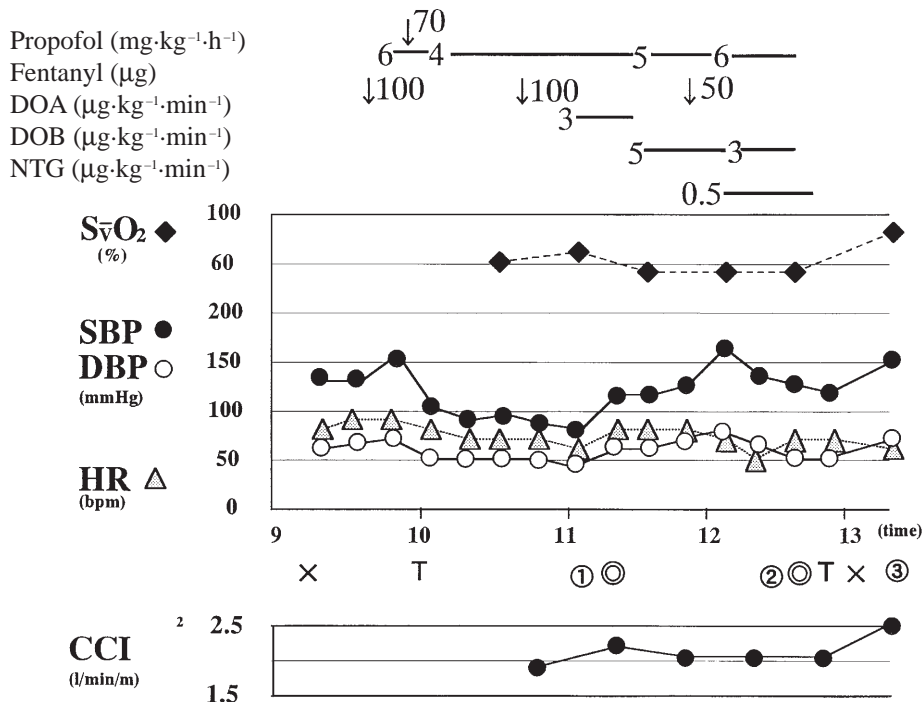 ↓70
Propofol (mg·kg⁻¹·h⁻¹) 6 4 5 6
Fentanyl (µg) ↓100 ↓100 ↓50
DOA (µg·kg⁻¹·min⁻¹) 3
DOB (µg·kg⁻¹·min⁻¹) 5 3
NTG (µg·kg⁻¹·min⁻¹) 0.5
100
Sv̄O₂
(%)
60
200
SBP
150
DBP
(mmHg)
100
50
HR
(bpm)
0
9 10 11 12 13 (time)
× T ① ◎ ② ◎ T × ③
CCI
2
2.5
(l/min/m)
1.5